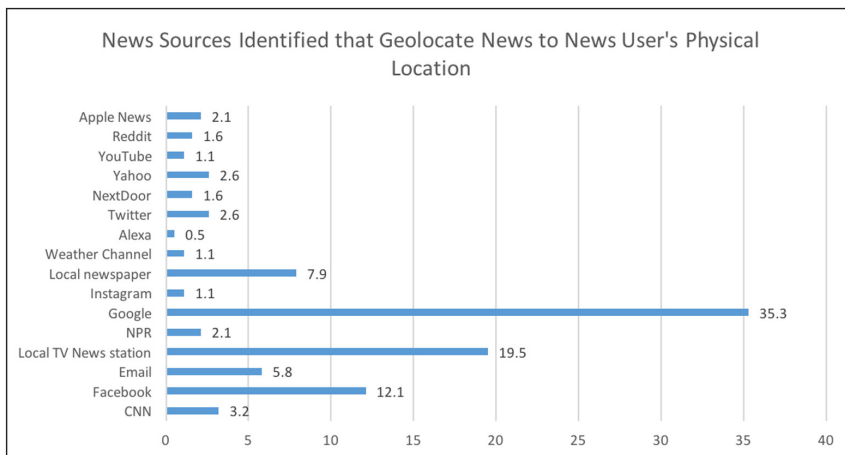 News Sources Identified that Geolocate News to News User's Physical
Location
Apple News 2.1
Reddit 1.6
YouTube 1.1
Yahoo 2.6
NextDoor 1.6
Twitter 2.6
Alexa 0.5
Weather Channel 1.1
Local newspaper 7.9
Instagram 1.1
Google 35.3
NPR 2.1
Local TV News station 19.5
Email 5.8
Facebook 12.1
CNN 3.2
0 5 10 15 20 25 30 35 40